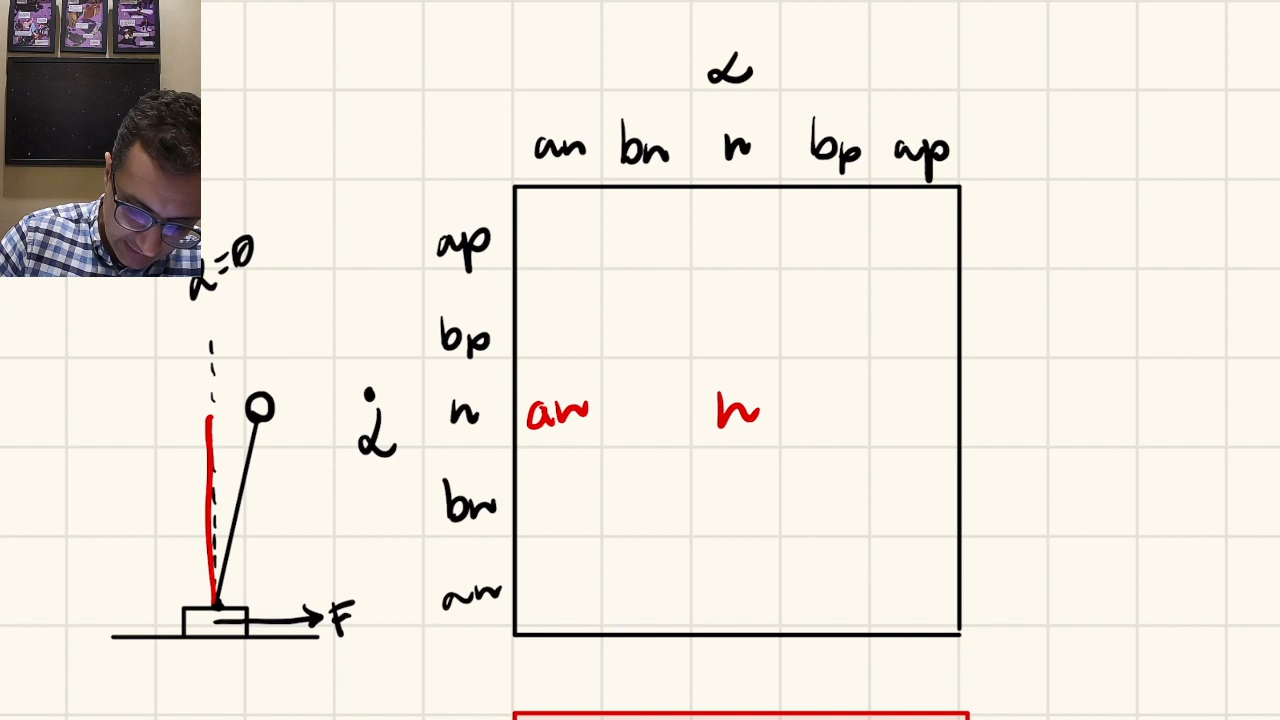 α
an bn n bp ap
α=0
ap
bp
α̇ n an n
bn
an
F